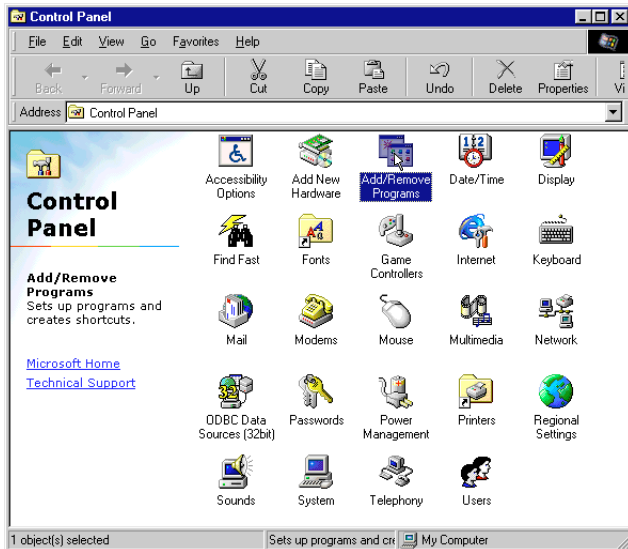 Control Panel
File Edit View Go Favorites Help
Back Forward Up Cut Copy Paste Undo Delete Properties Vi
Address Control Panel
Control
Panel
Add/Remove
Programs
Sets up programs and
creates shortcuts.
Microsoft Home
Technical Support
Accessibility
Options
Add New
Hardware
Add/Remove
Programs
Date/Time
Display
Find Fast
Fonts
Game
Controllers
Internet
Keyboard
Mail
Modems
Mouse
Multimedia
Network
ODBC Data
Sources (32bit)
Passwords
Power
Management
Printers
Regional
Settings
Sounds
System
Telephony
Users
1 object(s) selected Sets up programs and cre My Computer